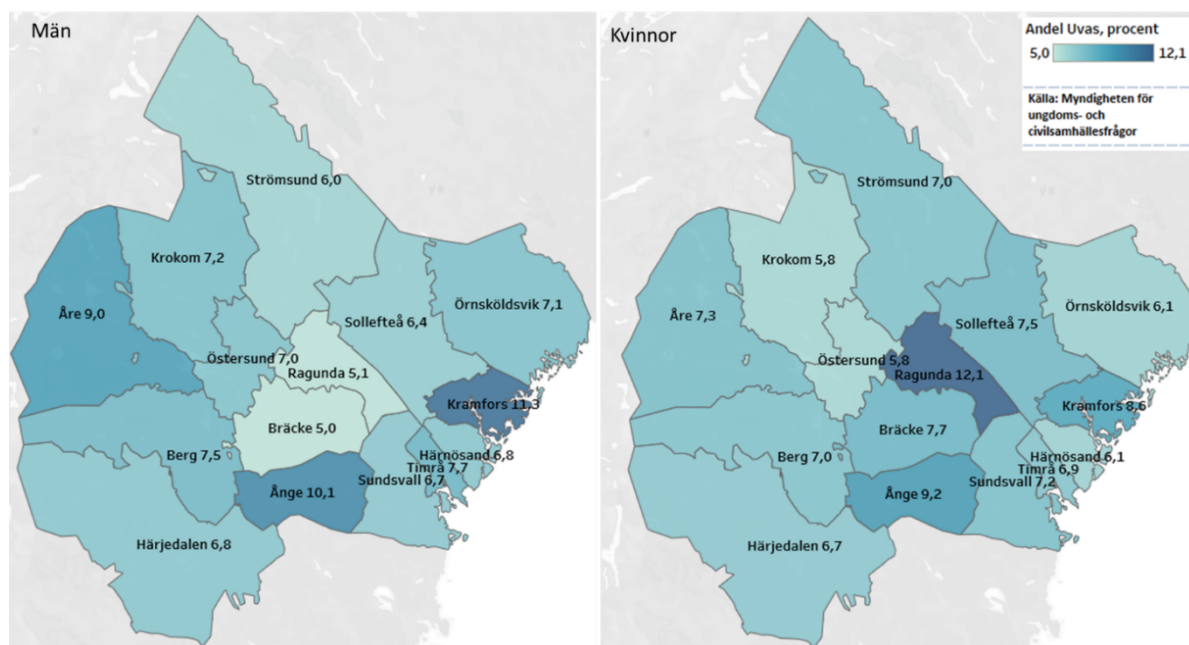 Män
Strömsund 6,0
Krokom 7,2
Åre 9,0
Örnsköldsvik 7,1
Sollefteå 6,4
Östersund 7,0
Ragunda 5,1
Kramfors 11,3
Bräcke 5,0
Berg 7,5
Härnösand 6,8
Timrå 7,7
Sundsvall 6,7
Ånge 10,1
Härjedalen 6,8
Kvinnor
Strömsund 7,0
Krokom 5,8
Åre 7,3
Örnsköldsvik 6,1
Sollefteå 7,5
Östersund 5,8
Ragunda 12,1
Kramfors 8,6
Bräcke 7,7
Berg 7,0
Härnösand 6,1
Timrå 6,9
Sundsvall 7,2
Ånge 9,2
Härjedalen 6,7
Andel Uvas, procent
5,0 12,1
Källa: Myndigheten för
ungdoms- och
civilsamhällesfrågor